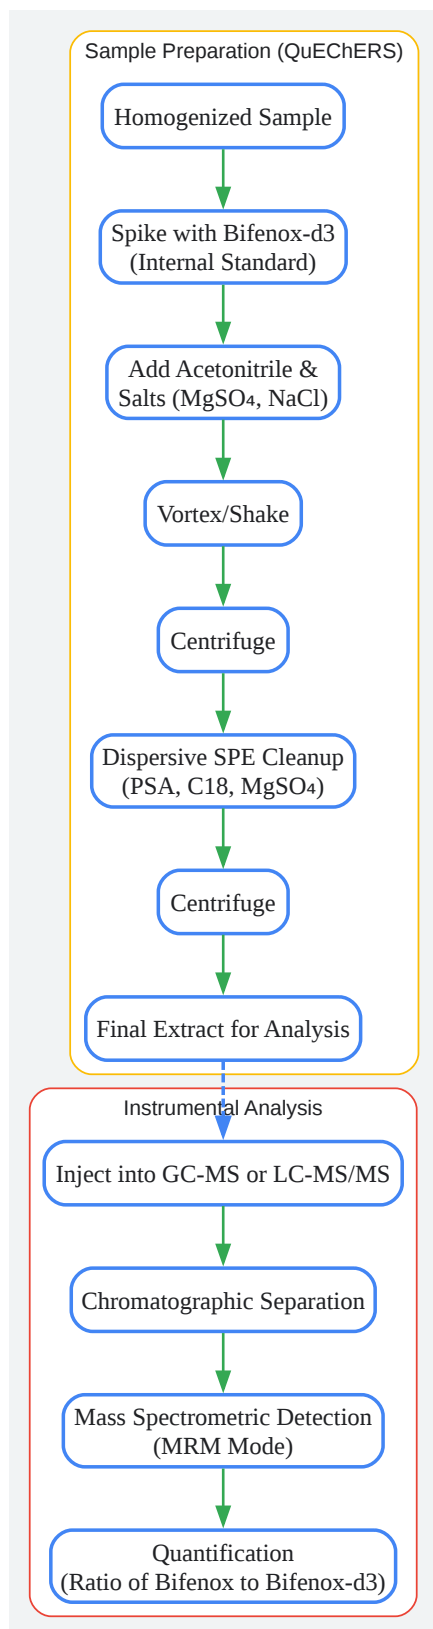 Sample Preparation (QuEChERS)
Homogenized Sample
Spike with Bifenox-d3
(Internal Standard)
Add Acetonitrile &
Salts (MgSO₄, NaCl)
Vortex/Shake
Centrifuge
Dispersive SPE Cleanup
(PSA, C18, MgSO₄)
Centrifuge
Final Extract for Analysis
Instrumental Analysis
Inject into GC-MS or LC-MS/MS
Chromatographic Separation
Mass Spectrometric Detection
(MRM Mode)
Quantification
(Ratio of Bifenox to Bifenox-d3)